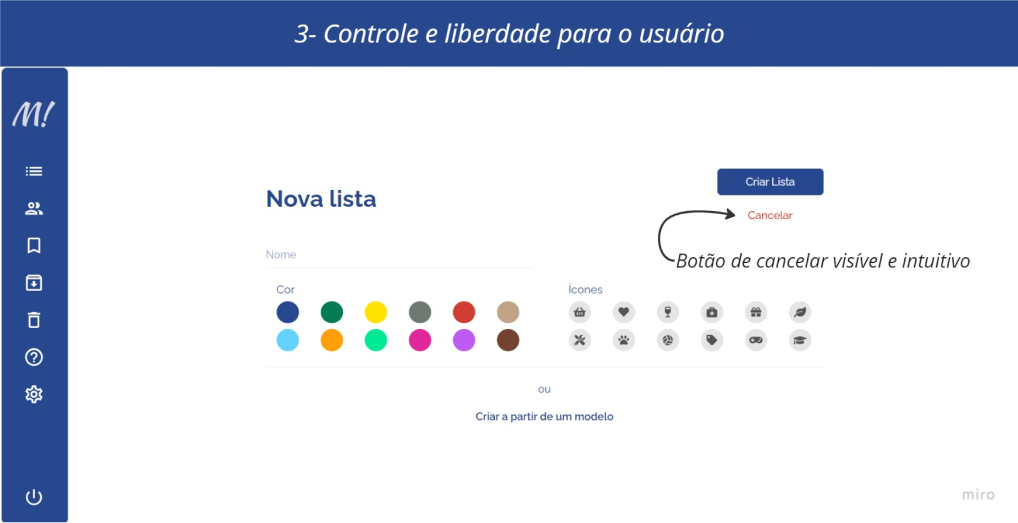 3- Controle e liberdade para o usuário
M!
Criar Lista
Nova lista
Cancelar
Botão de cancelar visível e intuitivo
Nome
Cor
Ícones
ou
Criar a partir de um modelo
miro